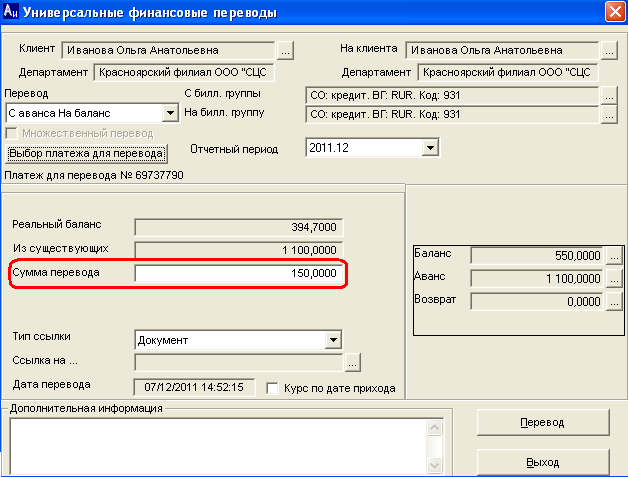 Аи Универсальные финансовые переводы
Клиент Иванова Ольга Анатольевна ... На клиента Иванова Ольга Анатольевна ...
Департамент Красноярский филиал ООО "СЦС Департамент Красноярский филиал ООО "СЦС
Перевод С билл. группы СО: кредит. ВГ: RUR. Код: 931 ...
С аванса На баланс На билл. группу СО: кредит. ВГ: RUR. Код: 931 ...
Множественный перевод
Выбор платежа для перевода Отчетный период 2011.12
Платеж для перевода № 69737790
Реальный баланс 394,7000
Из существующих 1 100,0000
Сумма перевода 150,0000
Баланс 550,0000 ...
Аванс 1 100,0000 ...
Возврат 0,0000 ...
Тип ссылки Документ
Ссылка на ... ...
Дата перевода 07/12/2011 14:52:15 Курс по дате прихода
Дополнительная информация
Перевод
Выход